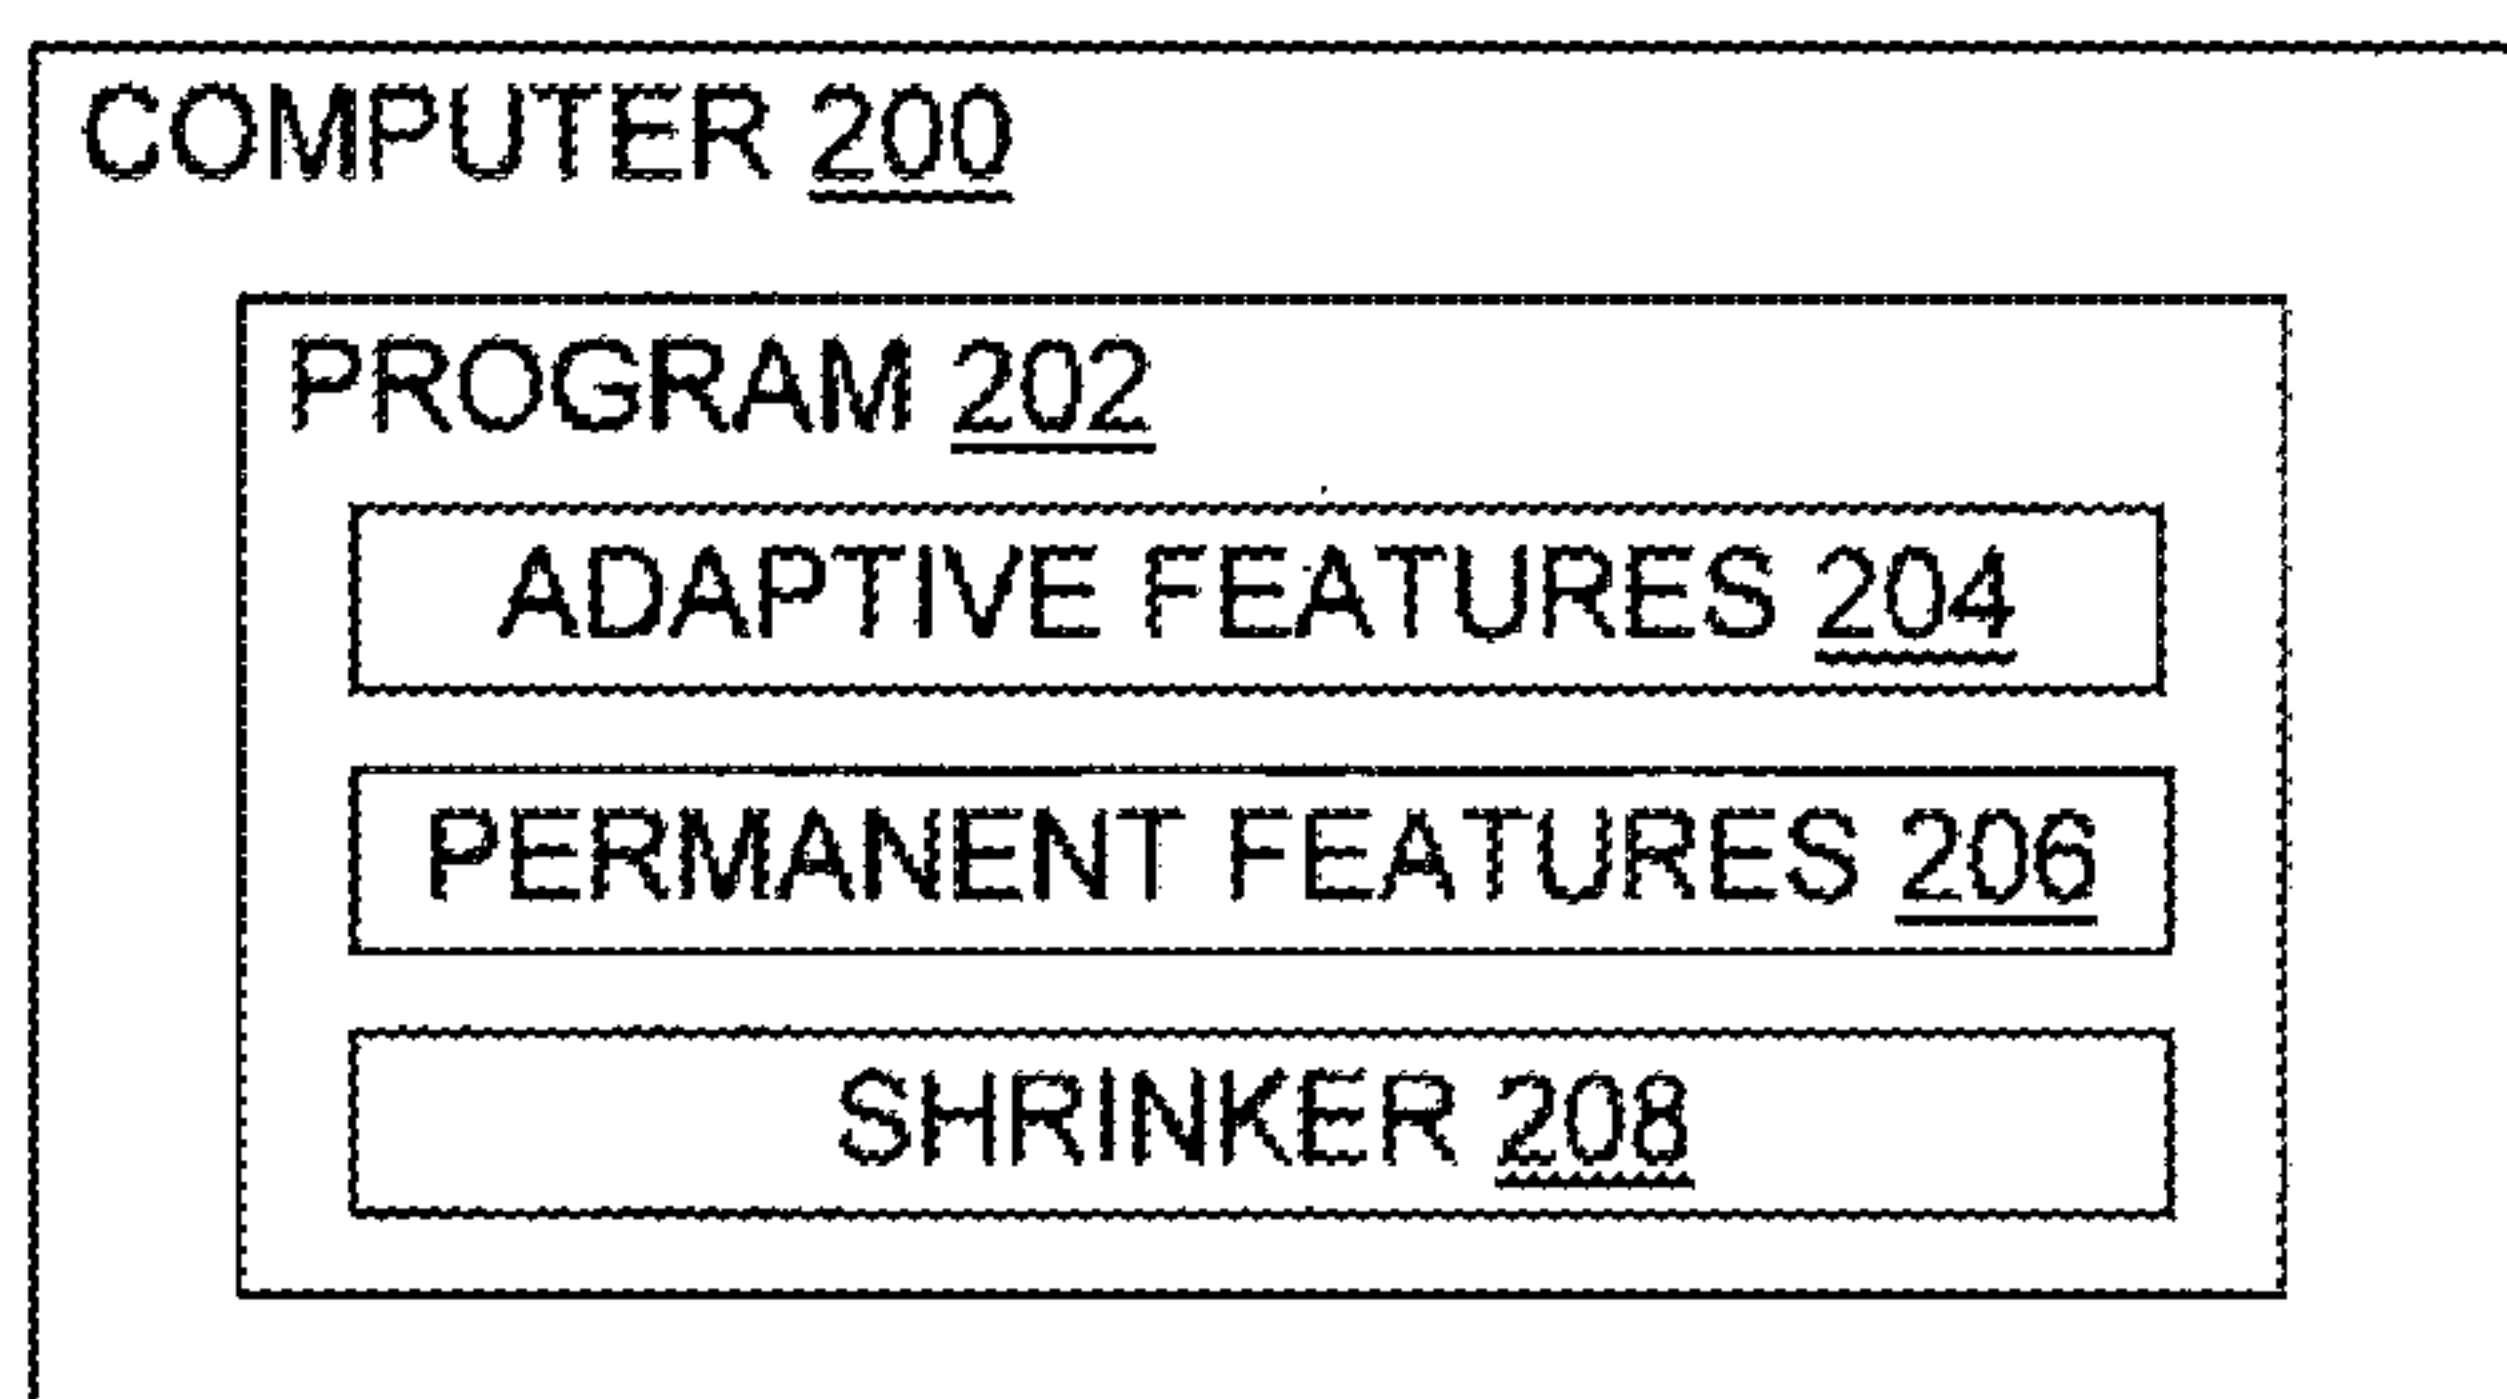 COMPUTER 200
PROGRAM 202
ADAPTIVE FEATURES 204
PERMANENT FEATURES 206
SHRINKER 208